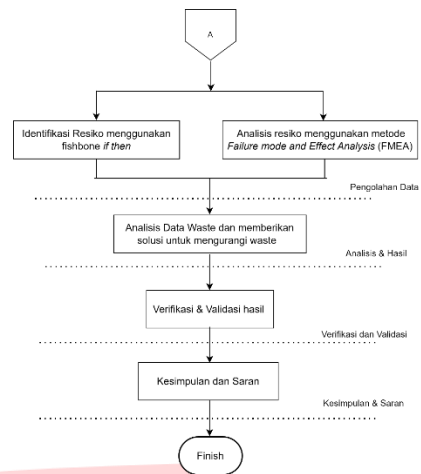 A
Identifikasi Resiko menggunakan
fishbone if then
Analisis resiko menggunakan metode
Failure mode and Effect Analysis (FMEA)
Pengolahan Data
Analisis Data Waste dan memberikan
solusi untuk mengurangi waste
Analisis & Hasil
Verifikasi & Validasi hasil
Verifikasi dan Validasi
Kesimpulan dan Saran
Kesimpulan & Saran
Finish